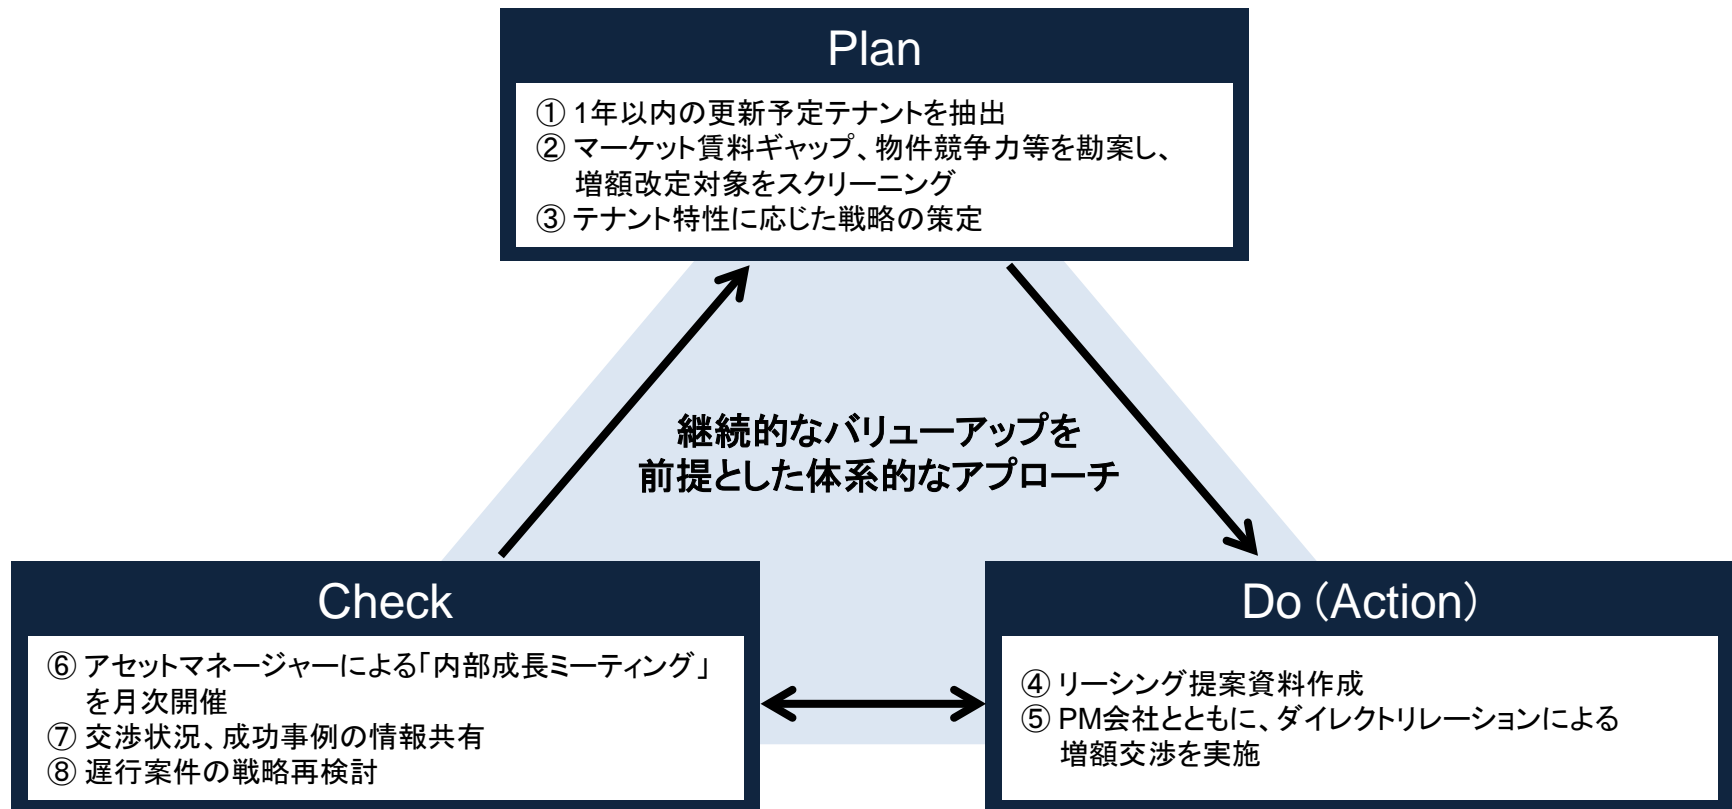 Plan
① 1年以内の更新予定テナントを抽出
② マーケット賃料ギャップ、物件競争力等を勘案し、
増額改定対象をスクリーニング
③ テナント特性に応じた戦略の策定
継続的なバリューアップを
前提とした体系的なアプローチ
Check
⑥ アセットマネージャーによる「内部成長ミーティング」
を月次開催
⑦ 交渉状況、成功事例の情報共有
⑧ 遅行案件の戦略再検討
Do（Action）
④ リーシング提案資料作成
⑤ PM会社とともに、ダイレクトリレーションによる
増額交渉を実施